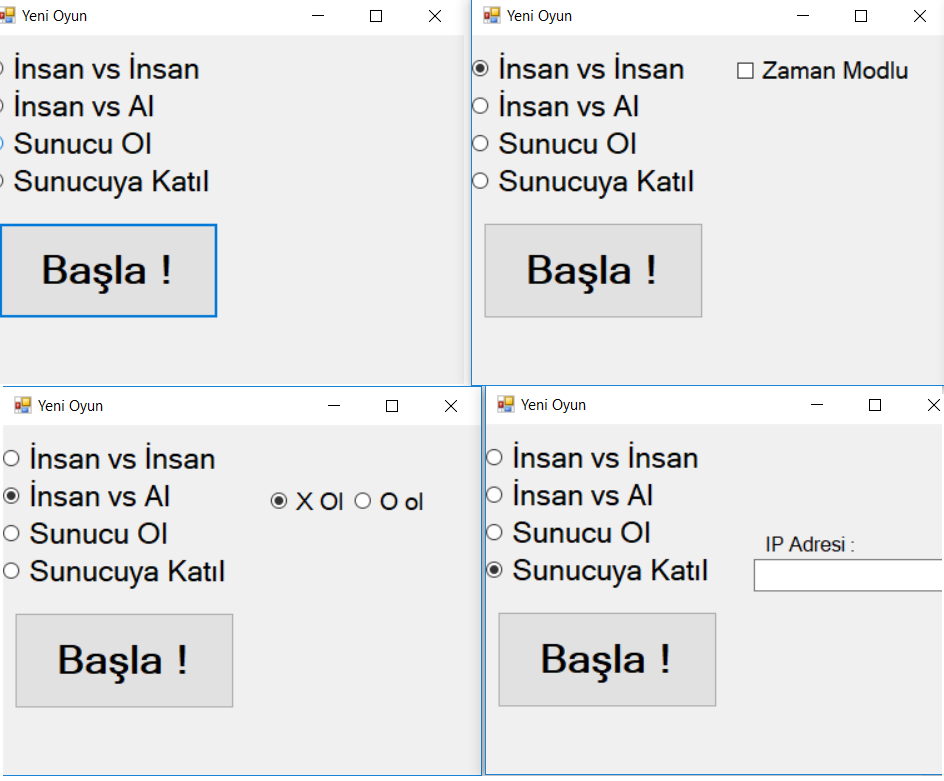 Yeni Oyun
İnsan vs İnsan
İnsan vs AI
Sunucu Ol
Sunucuya Katıl
Başla !
Yeni Oyun
İnsan vs İnsan
Zaman Modlu
İnsan vs AI
Sunucu Ol
Sunucuya Katıl
Başla !
Yeni Oyun
İnsan vs İnsan
İnsan vs AI
X Ol O ol
Sunucu Ol
Sunucuya Katıl
Başla !
Yeni Oyun
İnsan vs İnsan
İnsan vs AI
Sunucu Ol
IP Adresi :
Sunucuya Katıl
Başla !